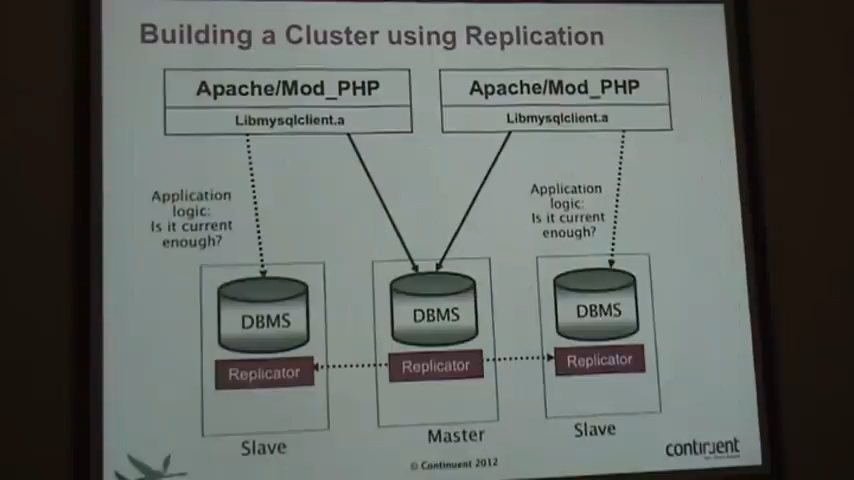 Building a Cluster using Replication
Apache/Mod_PHP
Libmysqlclient.a
Apache/Mod_PHP
Libmysqlclient.a
Application
logic:
Is it current
enough?
Application
logic:
Is it current
enough?
DBMS
Replicator
Slave
DBMS
Replicator
Master
DBMS
Replicator
Slave
© Continuent 2012
continuent